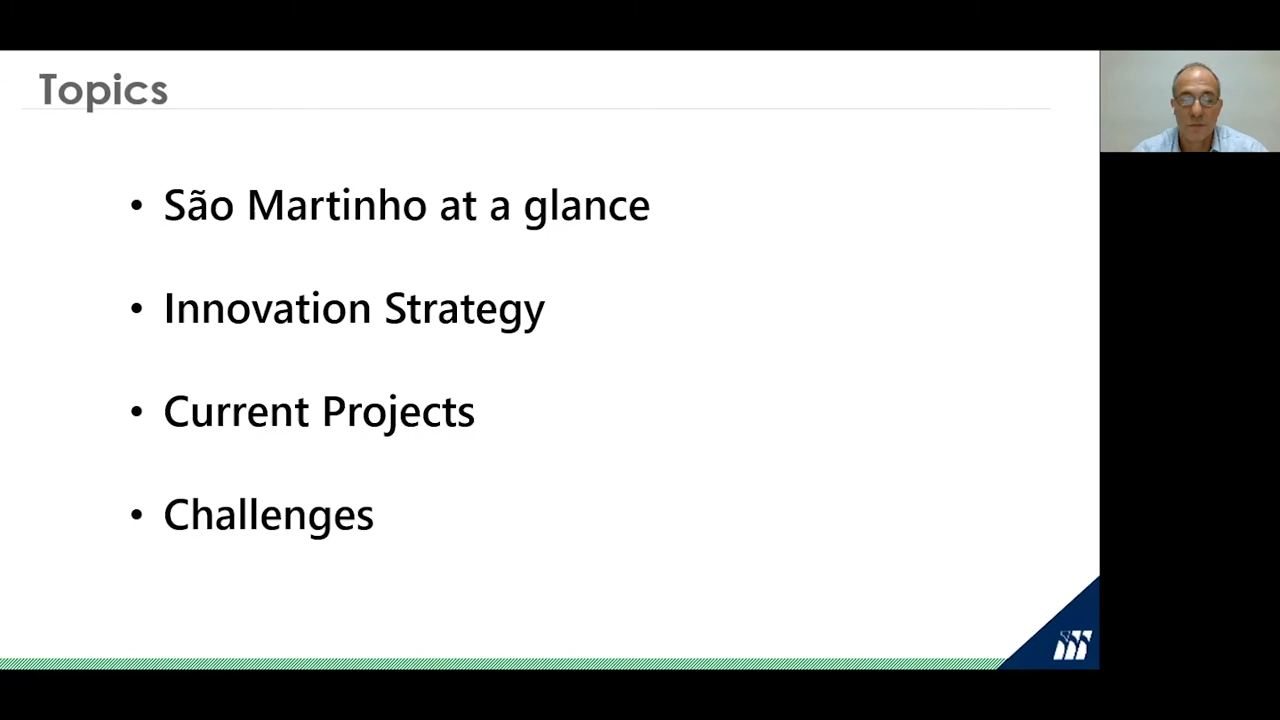 Topics
• São Martinho at a glance
• Innovation Strategy
• Current Projects
• Challenges